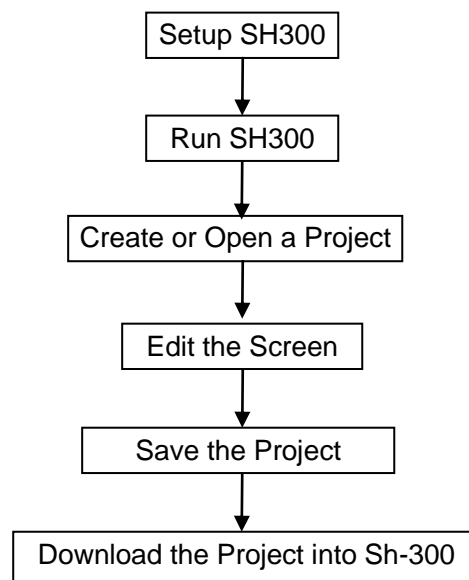 Setup SH300
Run SH300
Create or Open a Project
Edit the Screen
Save the Project
Download the Project into Sh-300